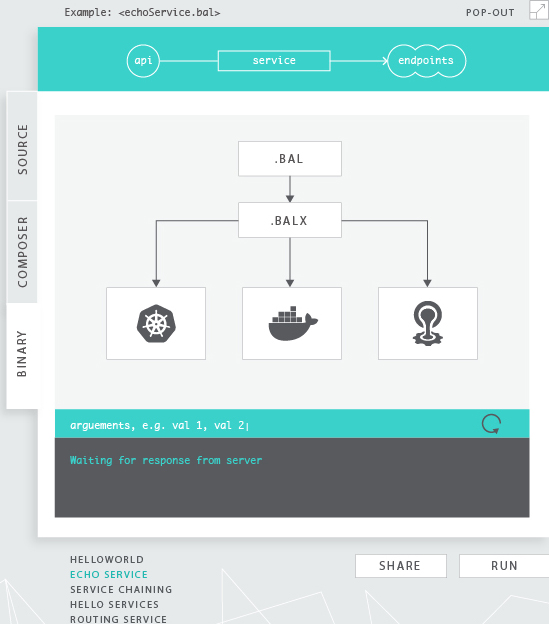 Example: <echoService.bal>
POP-OUT
api
service
endpoints
SOURCE
COMPOSER
BINARY
.BAL
.BALX
arguements, e.g. val 1, val 2;
Waiting for response from server
HELLOWORLD
ECHO SERVICE
SERVICE CHAINING
HELLO SERVICES
ROUTING SERVICE
SHARE
RUN